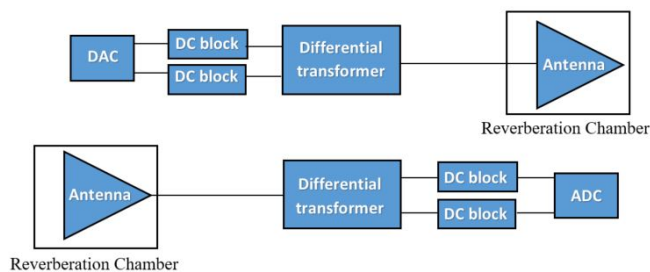 DAC
DC block
DC block
Differential
transformer
Antenna
Reverberation Chamber
Antenna
Reverberation Chamber
Differential
transformer
DC block
DC block
ADC